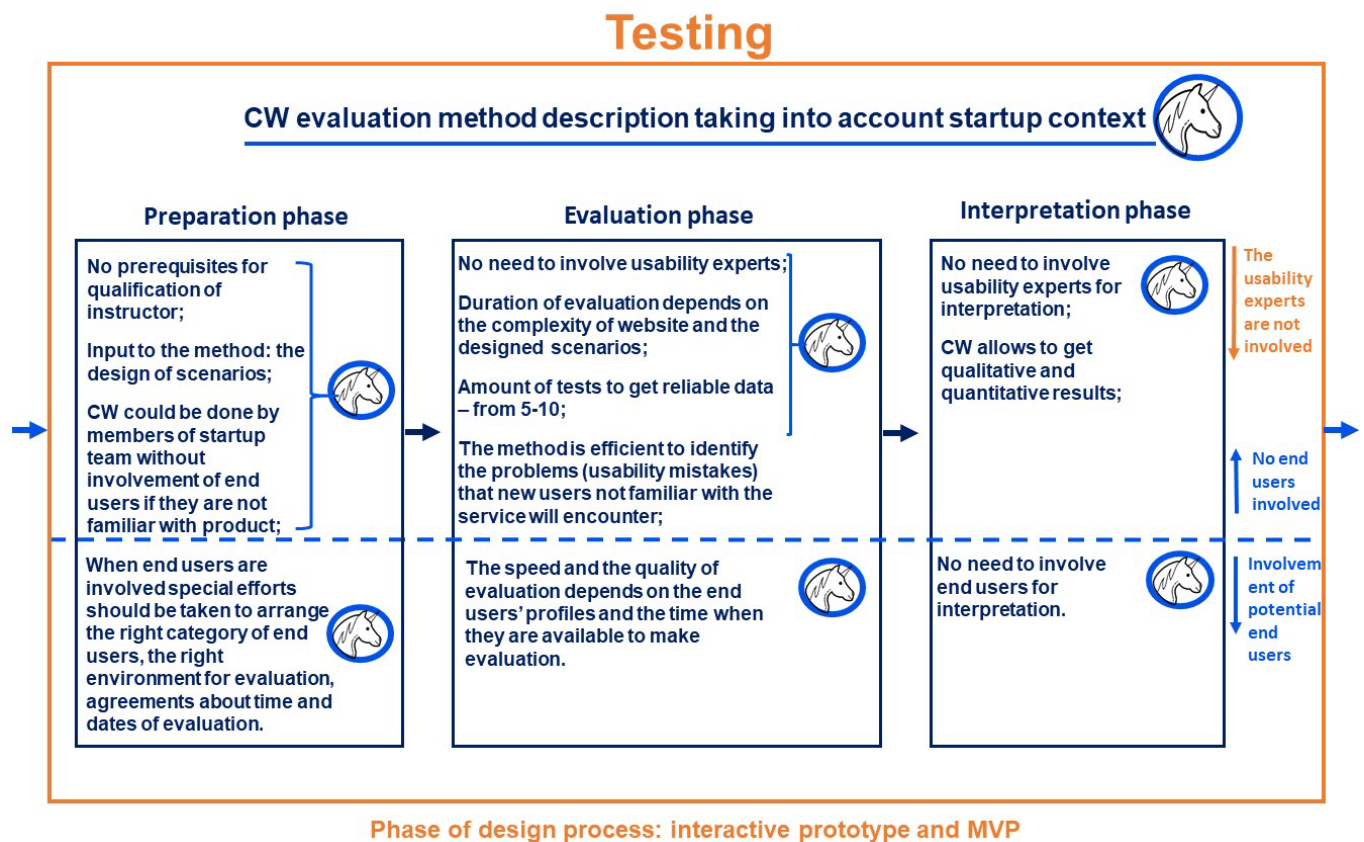 Testing
CW evaluation method description taking into account startup context
Preparation phase
No prerequisites for
qualification of
instructor;
Input to the method: the
design of scenarios;
CW could be done by
members of startup
team without
involvement of end
users if they are not
familiar with product;
When end users are
involved special efforts
should be taken to arrange
the right category of end
users, the right
environment for evaluation,
agreements about time and
dates of evaluation.
Evaluation phase
No need to involve usability experts;
Duration of evaluation depends on
the complexity of website and the
designed scenarios;
Amount of tests to get reliable data
– from 5-10;
The method is efficient to identify
the problems (usability mistakes)
that new users not familiar with the
service will encounter;
The speed and the quality of
evaluation depends on the end
users’ profiles and the time when
they are available to make
evaluation.
Interpretation phase
No need to involve
usability experts for
interpretation;
CW allows to get
qualitative and
quantitative results;
No need to involve
end users for
interpretation.
The
usability
experts
are not
involved
No end
users
involved
Involvem
ent of
potential
end
users
Phase of design process: interactive prototype and MVP